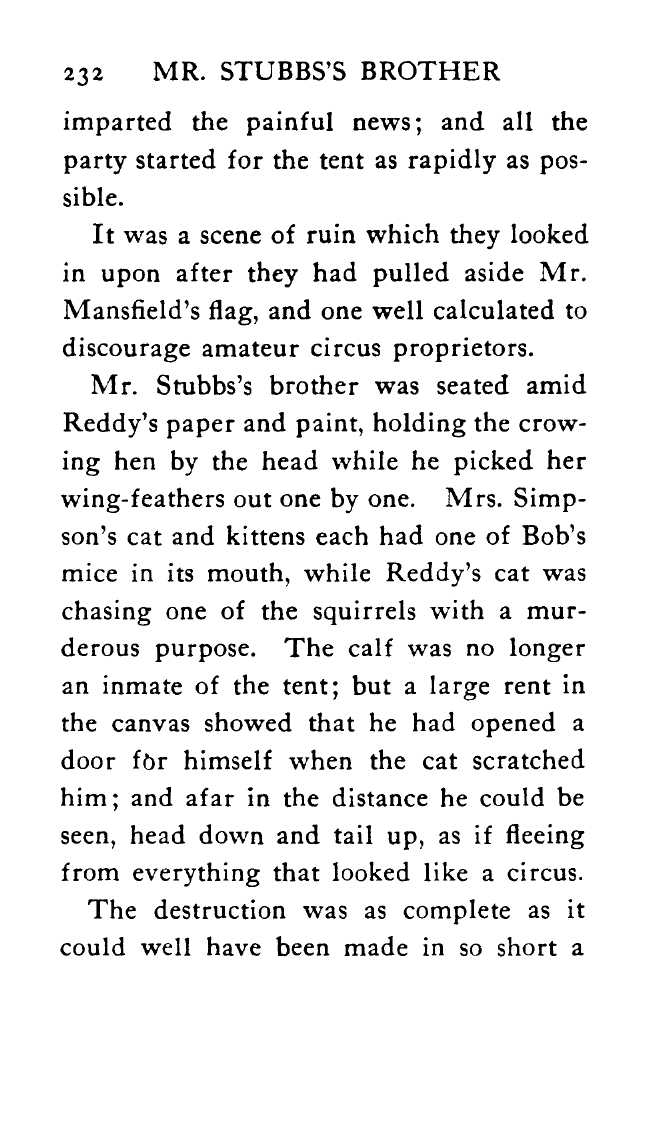 232 MR. STUBBS'S BROTHER
imparted the painful news; and all the
party started for the tent as rapidly as pos-
sible.
It was a scene of ruin which they looked
in upon after they had pulled aside Mr.
Mansfield's flag, and one well calculated to
discourage amateur circus proprietors.
Mr. Stubbs's brother was seated amid
Reddy's paper and paint, holding the crow-
ing hen by the head while he picked her
wing-feathers out one by one. Mrs. Simp-
son's cat and kittens each had one of Bob's
mice in its mouth, while Reddy's cat was
chasing one of the squirrels with a mur-
derous purpose. The calf was no longer
an inmate of the tent; but a large rent in
the canvas showed that he had opened a
door for himself when the cat scratched
him; and afar in the distance he could be
seen, head down and tail up, as if fleeing
from everything that looked like a circus.
The destruction was as complete as it
could well have been made in so short a